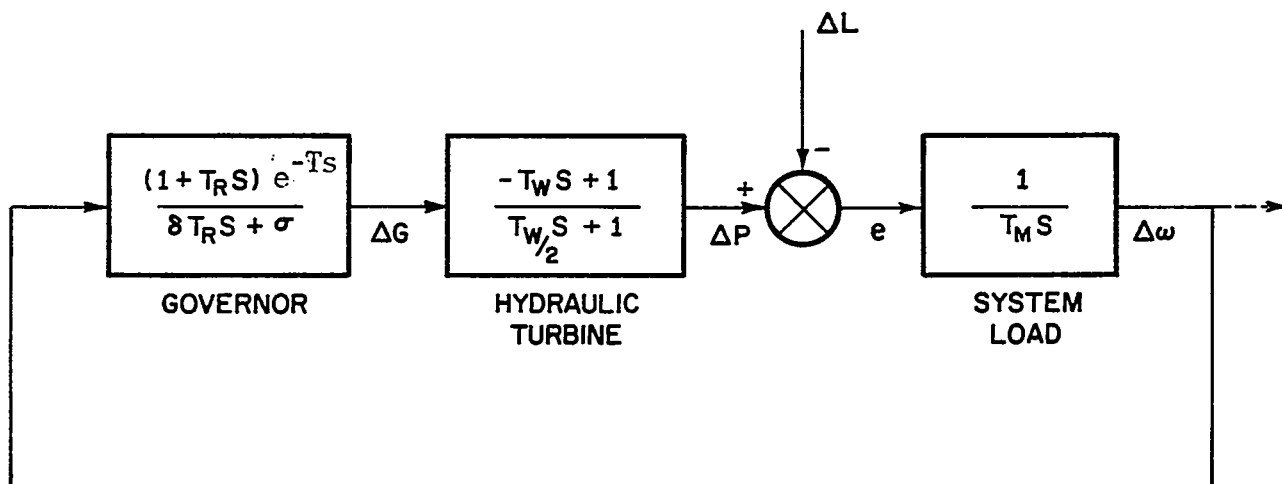 ΔL
(1 + T_R S) e^-Ts
δ T_R S + σ
ΔG
-T_W S + 1
T_W/2 S + 1
+
-
ΔP
e
1
T_M S
Δω
GOVERNOR
HYDRAULIC
TURBINE
SYSTEM
LOAD